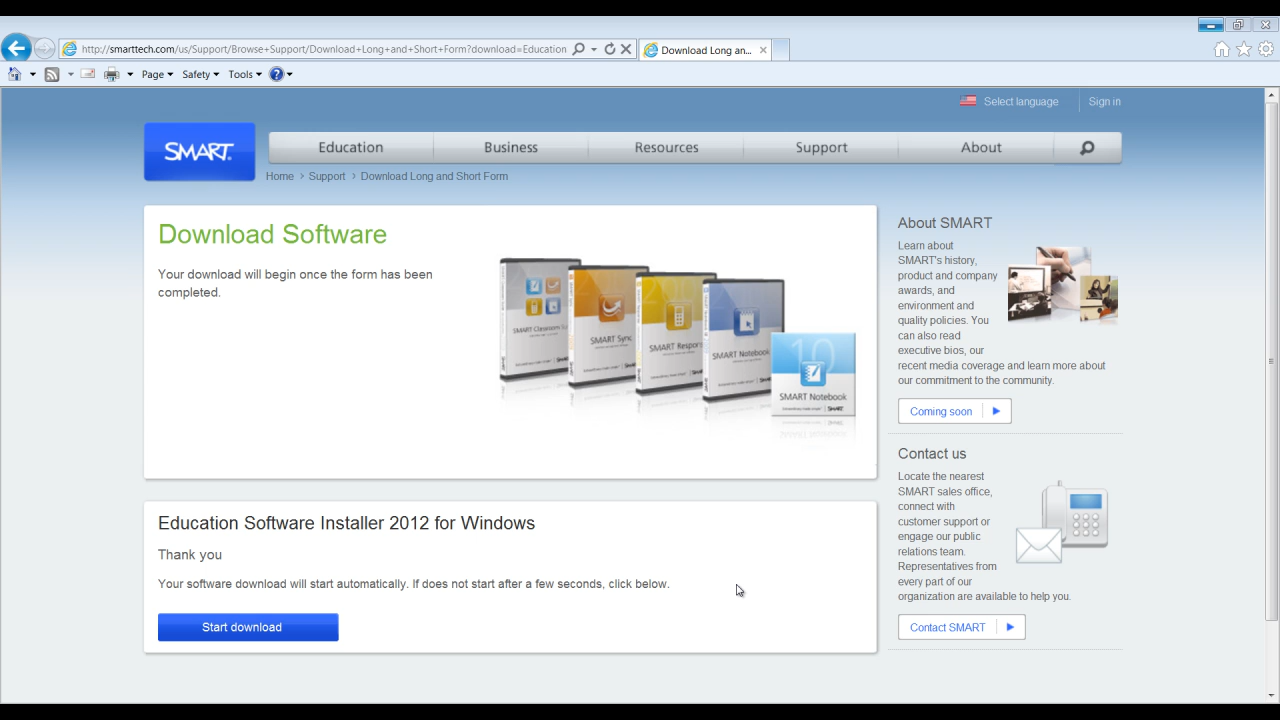 http://smarttech.com/us/Support/Browse+Support/Download+Long+and+Short+Form?download=Education
Download Long an...
Page
Safety
Tools
Select language
Sign in
SMART
Education
Business
Resources
Support
About
Home > Support > Download Long and Short Form
Download Software
Your download will begin once the form has been
completed.
SMART Sync
SMART Respon
SMART Notebook
10
SMART Notebook
SMART
About SMART
Learn about
SMART's history,
product and company
awards, and
environment and
quality policies. You
can also read
executive bios, our
recent media coverage and learn more about
our commitment to the community.
Coming soon
Contact us
Locate the nearest
SMART sales office,
connect with
customer support or
engage our public
relations team.
Representatives from
every part of our
organization are available to help you.
Contact SMART
Education Software Installer 2012 for Windows
Thank you
Your software download will start automatically. If does not start after a few seconds, click below.
Start download